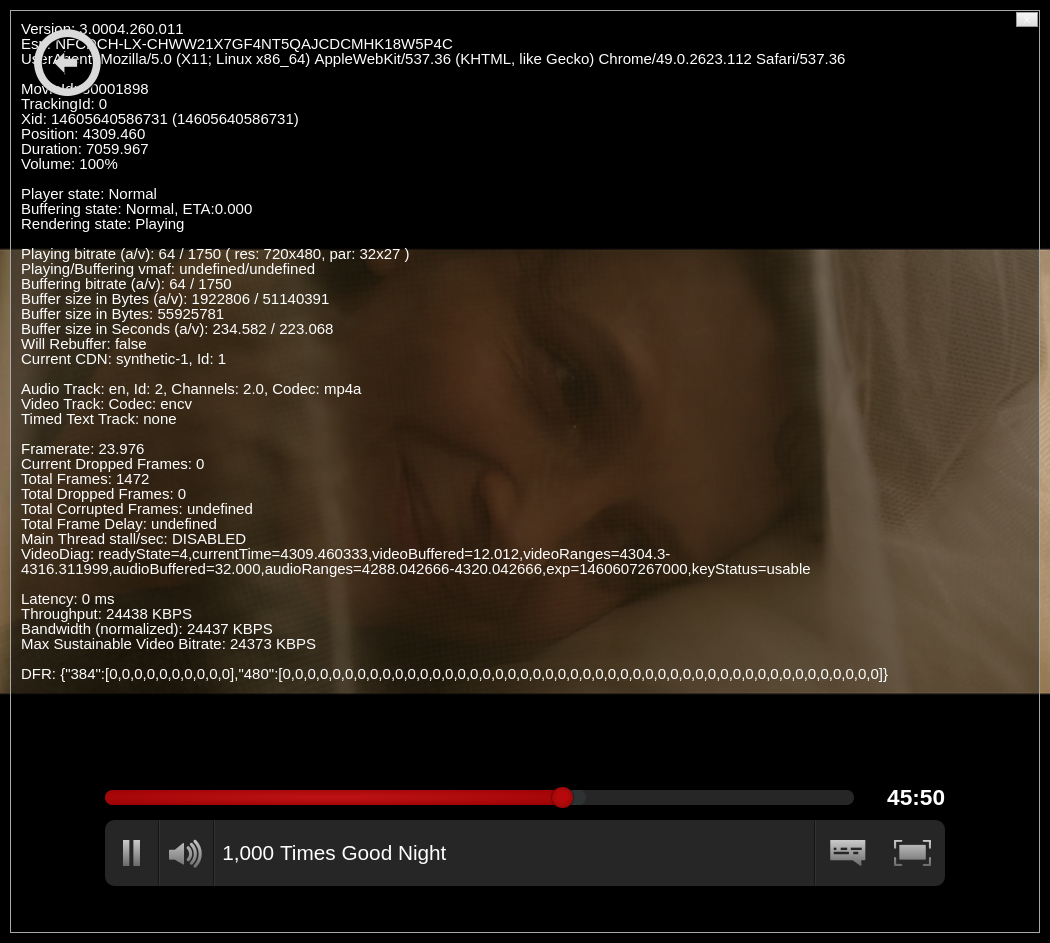 Version: 3.0004.260.011
Esn: NFCDCH-LX-CHWW21X7GF4NT5QAJCDCMHK18W5P4C
UserAgent: Mozilla/5.0 (X11; Linux x86_64) AppleWebKit/537.36 (KHTML, like Gecko) Chrome/49.0.2623.112 Safari/537.36
MovieId: 80001898
TrackingId: 0
Xid: 14605640586731 (14605640586731)
Position: 4309.460
Duration: 7059.967
Volume: 100%
Player state: Normal
Buffering state: Normal, ETA:0.000
Rendering state: Playing
Playing bitrate (a/v): 64 / 1750 ( res: 720x480, par: 32x27 )
Playing/Buffering vmaf: undefined/undefined
Buffering bitrate (a/v): 64 / 1750
Buffer size in Bytes (a/v): 1922806 / 51140391
Buffer size in Bytes: 55925781
Buffer size in Seconds (a/v): 234.582 / 223.068
Will Rebuffer: false
Current CDN: synthetic-1, Id: 1
Audio Track: en, Id: 2, Channels: 2.0, Codec: mp4a
Video Track: Codec: encv
Timed Text Track: none
Framerate: 23.976
Current Dropped Frames: 0
Total Frames: 1472
Total Dropped Frames: 0
Total Corrupted Frames: undefined
Total Frame Delay: undefined
Main Thread stall/sec: DISABLED
VideoDiag: readyState=4,currentTime=4309.460333,videoBuffered=12.012,videoRanges=4304.3-
4316.311999,audioBuffered=32.000,audioRanges=4288.042666-4320.042666,exp=1460607267000,keyStatus=usable
Latency: 0 ms
Throughput: 24438 KBPS
Bandwidth (normalized): 24437 KBPS
Max Sustainable Video Bitrate: 24373 KBPS
DFR: {"384":[0,0,0,0,0,0,0,0,0,0],"480":[0,0,0,0,0,0,0,0,0,0,0,0,0,0,0,0,0,0,0,0,0,0,0,0,0,0,0,0,0,0,0,0,0,0,0,0,0,0,0,0,0,0,0,0,0,0,0,0]}
45:50
1,000 Times Good Night